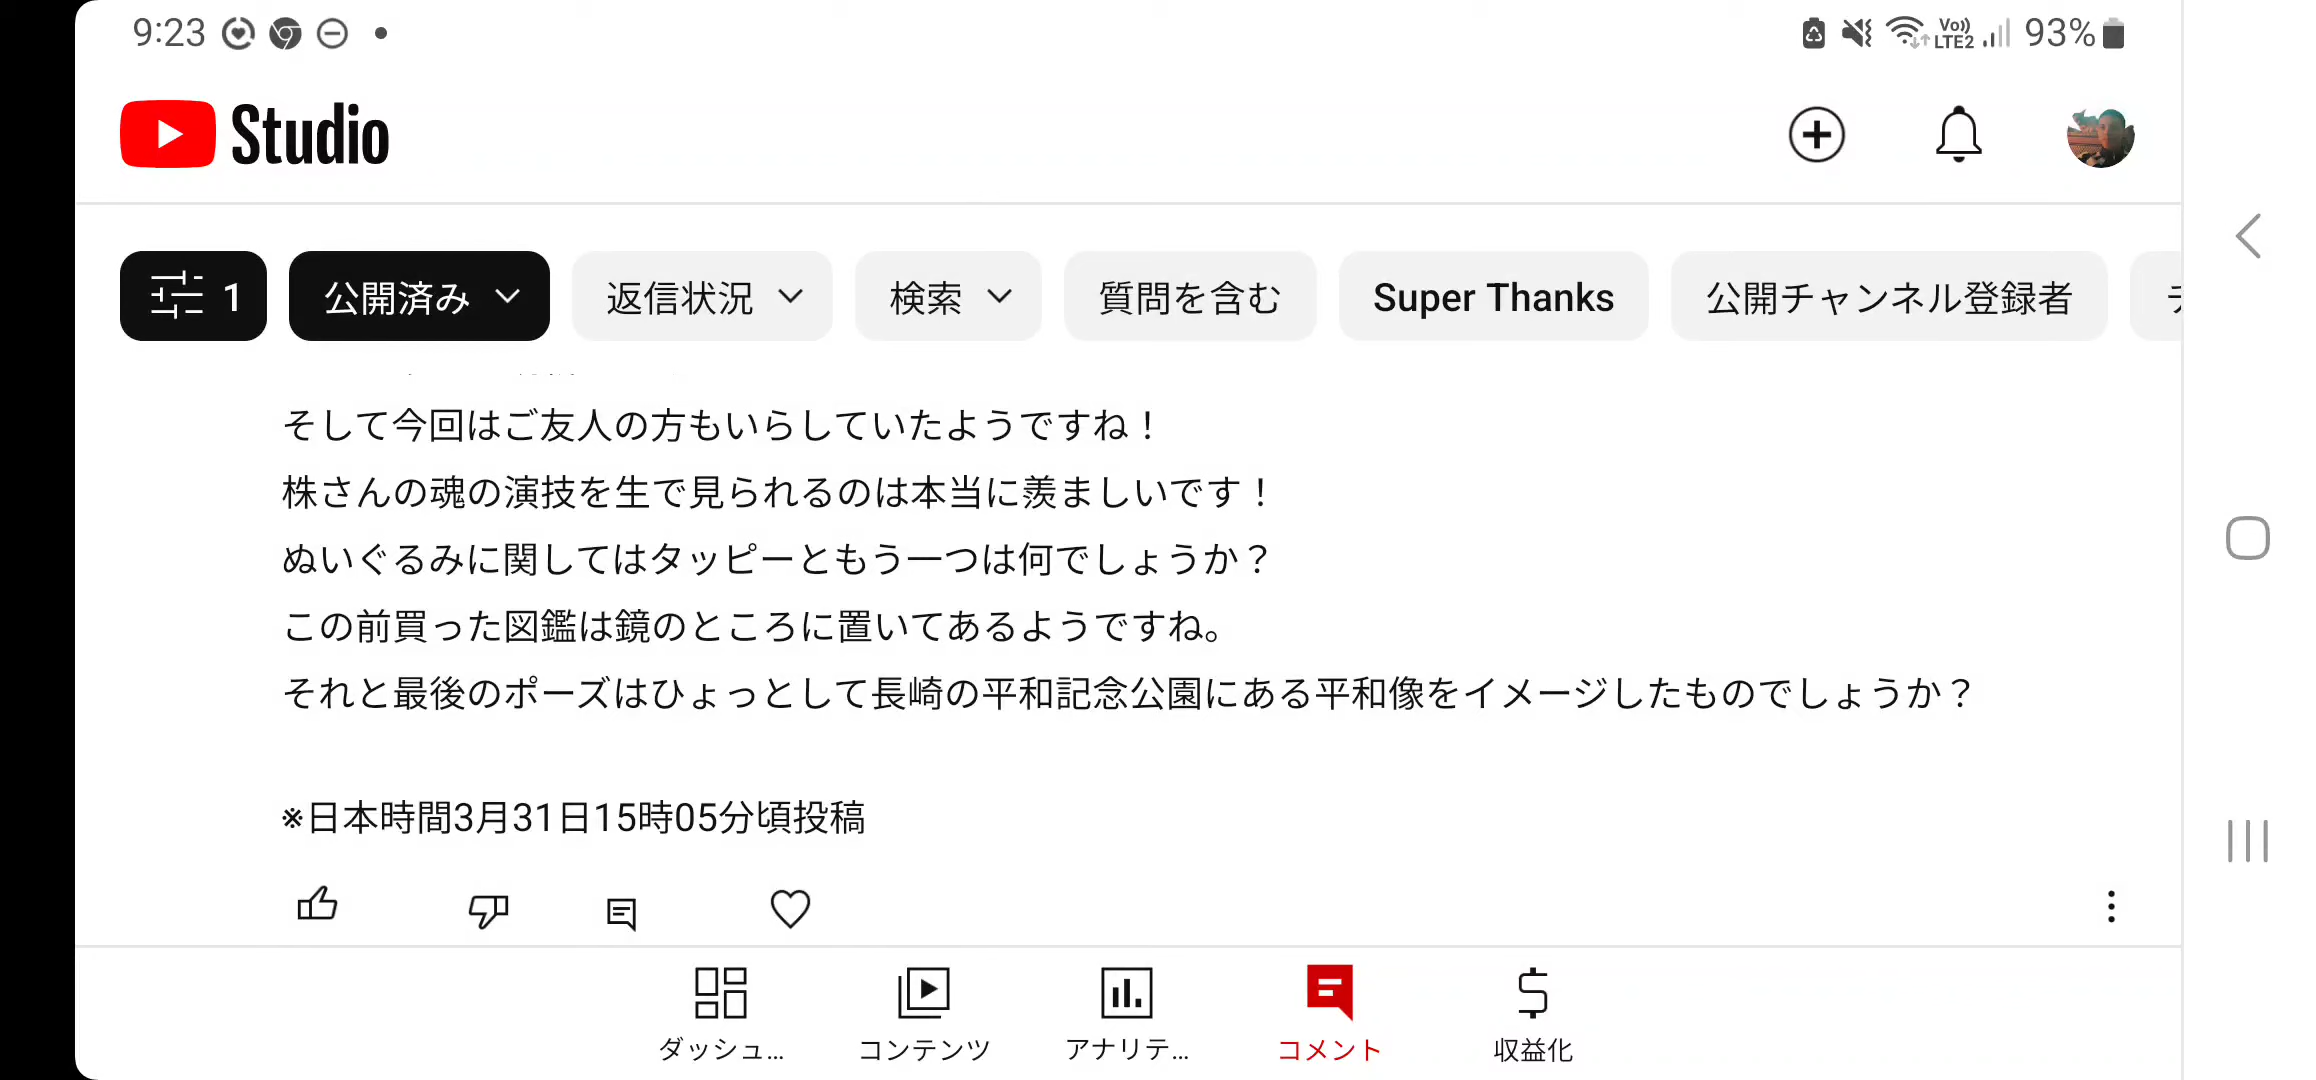 9:23
Vo)) LTE2 93%
Studio
1 公開済み 返信状況 検索 質問を含む Super Thanks 公開チャンネル登録者
そして今回はご友人の方もいらしていたようですね！
株さんの魂の演技を生で見られるのは本当に羨ましいです！
ぬいぐるみに関してはタッピーともう一つは何でしょうか？
この前買った図鑑は鏡のところに置いてあるようですね。
それと最後のポーズはひょっとして長崎の平和記念公園にある平和像をイメージしたものでしょうか？
※日本時間3月31日15時05分頃投稿
ダッシュ... コンテンツ アナリテ... コメント 収益化